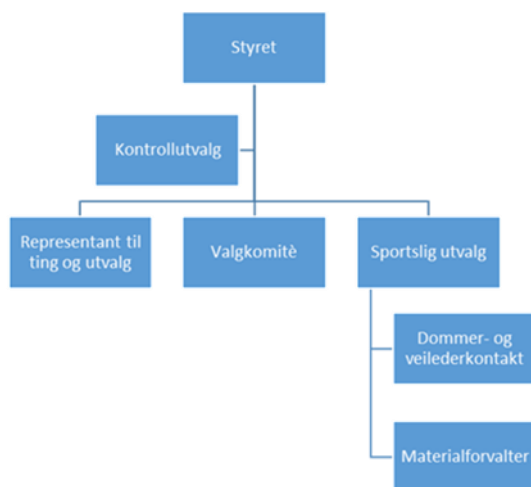 Styret
Kontrollutvalg
Representant til
ting og utvalg
Valgkomitè
Sportslig utvalg
Dommer- og
veilederkontakt
Materialforvalter